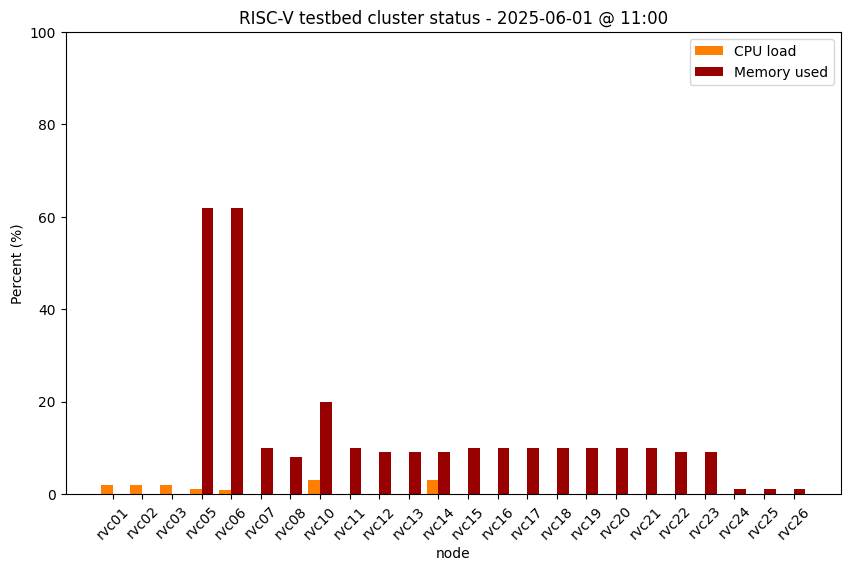 RISC-V testbed cluster status - 2025-06-01 @ 11:00
100
80
60
40
20
0
Percent (%)
CPU load
Memory used
rvc01
rvc02
rvc03
rvc05
rvc06
rvc07
rvc08
rvc10
rvc11
rvc12
rvc13
rvc14
rvc15
rvc16
rvc17
rvc18
rvc19
rvc20
rvc21
rvc22
rvc23
rvc24
rvc25
rvc26
node